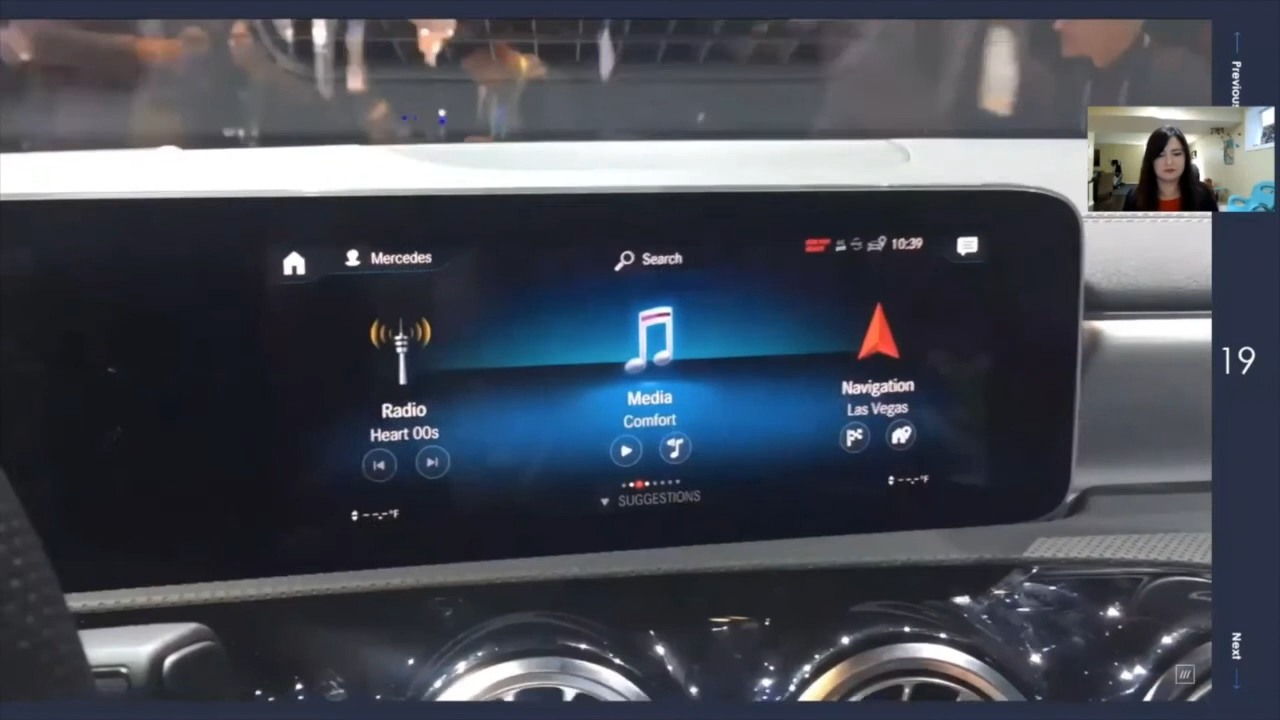 Previous
Mercedes
Search
10:39
Radio
Heart 00s
Media
Comfort
Navigation
Las Vegas
19
SUGGESTIONS
--.-°F
--.-°F
Next